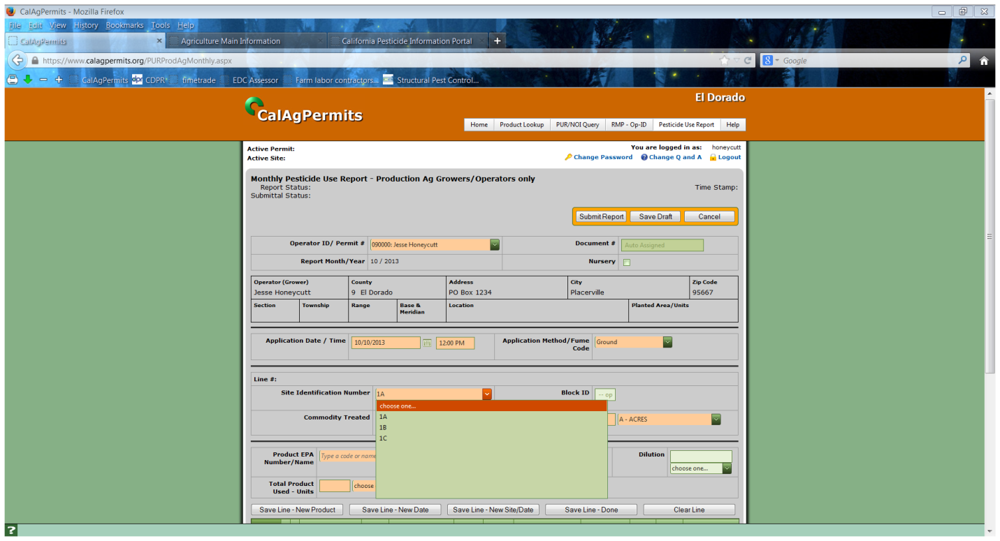 CalAgPermits - Mozilla Firefox
File Edit View History Bookmarks Tools Help
CalAgPermits × Agriculture Main Information × California Pesticide Information Portal × +
https://www.calagpermits.org/PURProdAgMonthly.aspx 8 Google
CalAgPermits dpr CDPR timetrade EDC Assessor Farm labor contractors... Structural Pest Control...
El Dorado
CalAgPermits
Home Product Lookup PUR/NOI Query RMP - Op-ID Pesticide Use Report Help
Active Permit: You are logged in as: honeycutt
Active Site: Change Password Change Q and A Logout
Monthly Pesticide Use Report - Production Ag Growers/Operators only
Report Status: Time Stamp:
Submittal Status:
Submit Report Save Draft Cancel
Operator ID/ Permit # 090000: Jesse Honeycutt Document # Auto Assigned
Report Month/Year 10 / 2013 Nursery
Operator (Grower) County Address City Zip Code
Jesse Honeycutt 9 El Dorado PO Box 1234 Placerville 95667
Section Township Range Base & Meridian Location Planted Area/Units
Application Date / Time 10/10/2013 12:00 PM Application Method/Fume Code Ground
Line #:
Site Identification Number 1A Block ID -- op
choose one...
Commodity Treated 1A A - ACRES
1B
1C
Product EPA Number/Name Type a code or name Dilution
choose one...
Total Product Used - Units choose
Save Line - New Product Save Line - New Date Save Line - New Site/Date Save Line - Done Clear Line
?